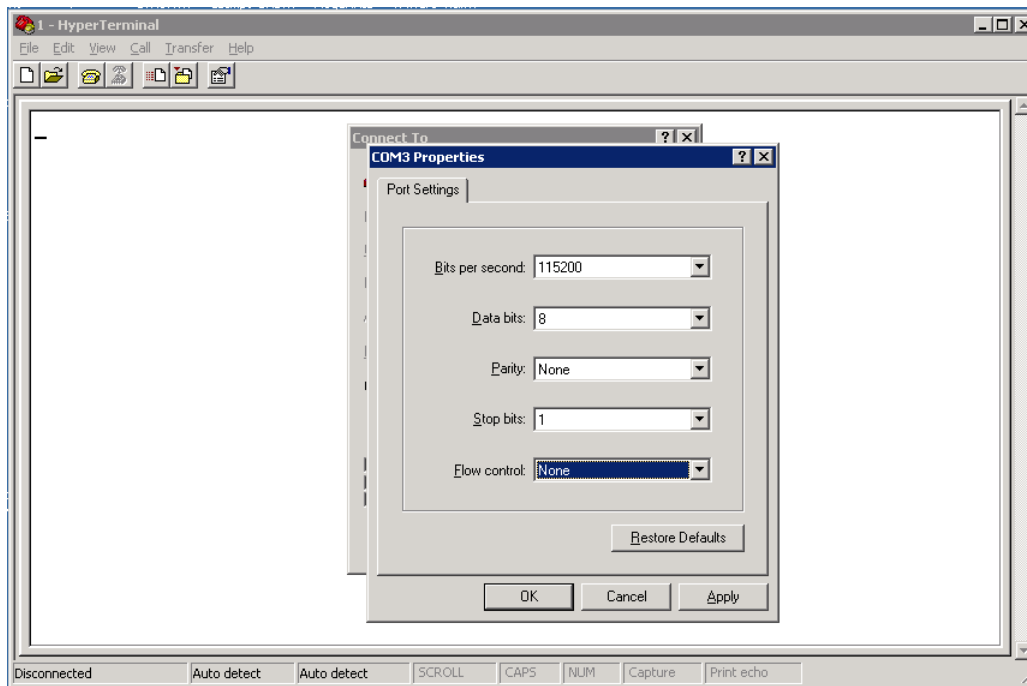 1 - HyperTerminal
File Edit View Call Transfer Help
Connect To
COM3 Properties
Port Settings
Bits per second: 115200
Data bits: 8
Parity: None
Stop bits: 1
Flow control: None
Restore Defaults
OK Cancel Apply
Disconnected Auto detect Auto detect SCROLL CAPS NUM Capture Print echo